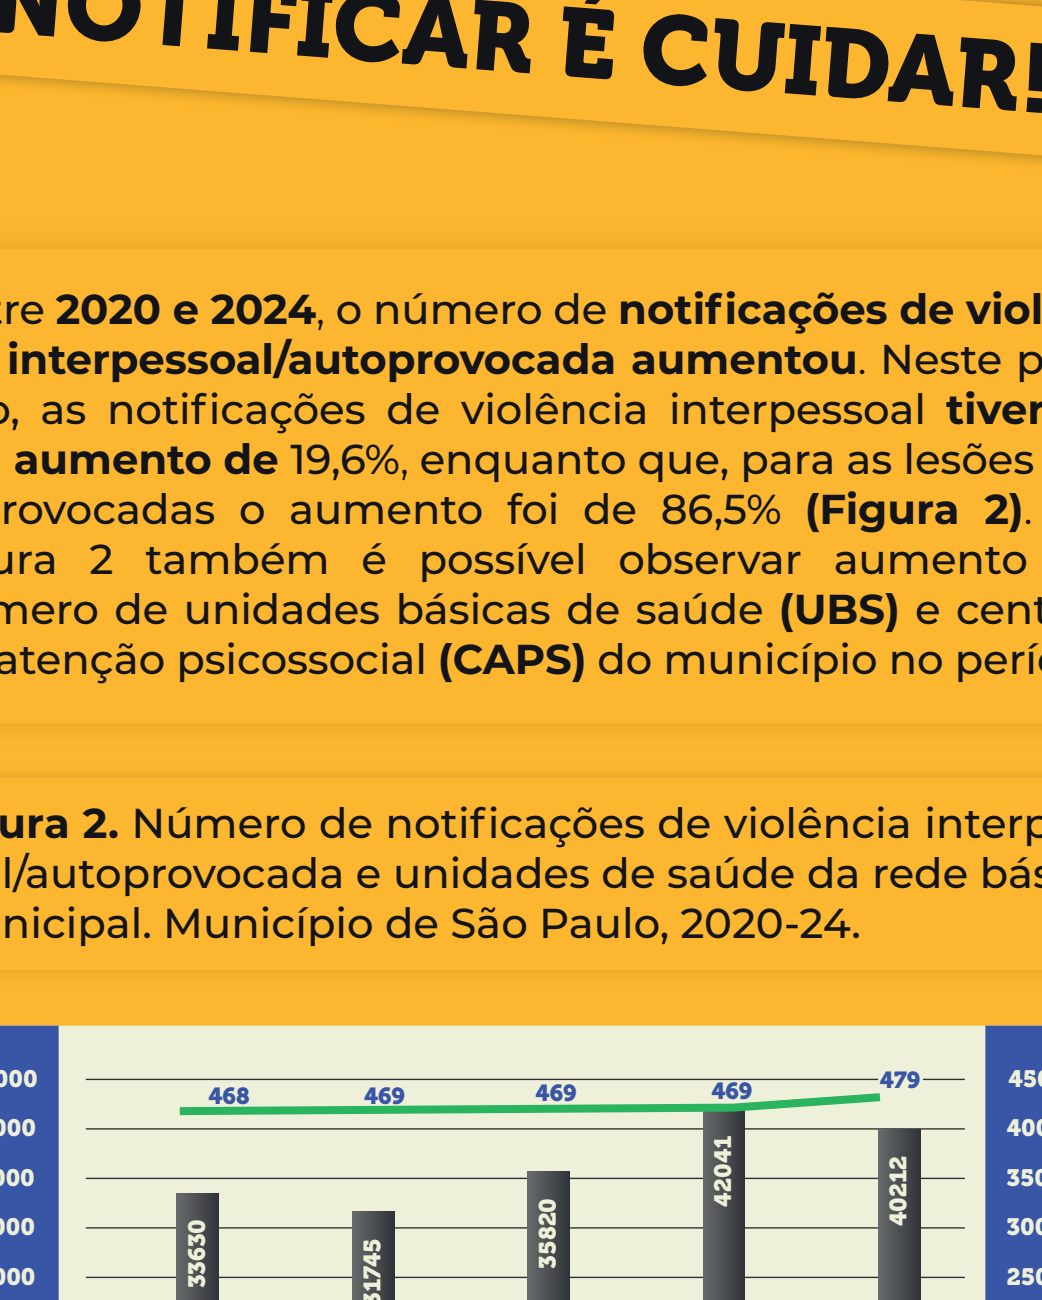 NOTIFICAR É CUIDAR!
tre 2020 e 2024, o número de notificações de viol
interpessoal/autoprovocada aumentou. Neste p
o, as notificações de violência interpessoal tiver
aumento de 19,6%, enquanto que, para as lesões
rovocadas o aumento foi de 86,5% (Figura 2).
ura 2 também é possível observar aumento
mero de unidades básicas de saúde (UBS) e cent
atenção psicossocial (CAPS) do município no perí
ura 2. Número de notificações de violência interp
l/autoprovocada e unidades de saúde da rede bás
nicipal. Município de São Paulo, 2020-24.
000 468 469 469 469 479 450
000 400
000 350
000 300
000 250
33630 31745 35820 42041 40212